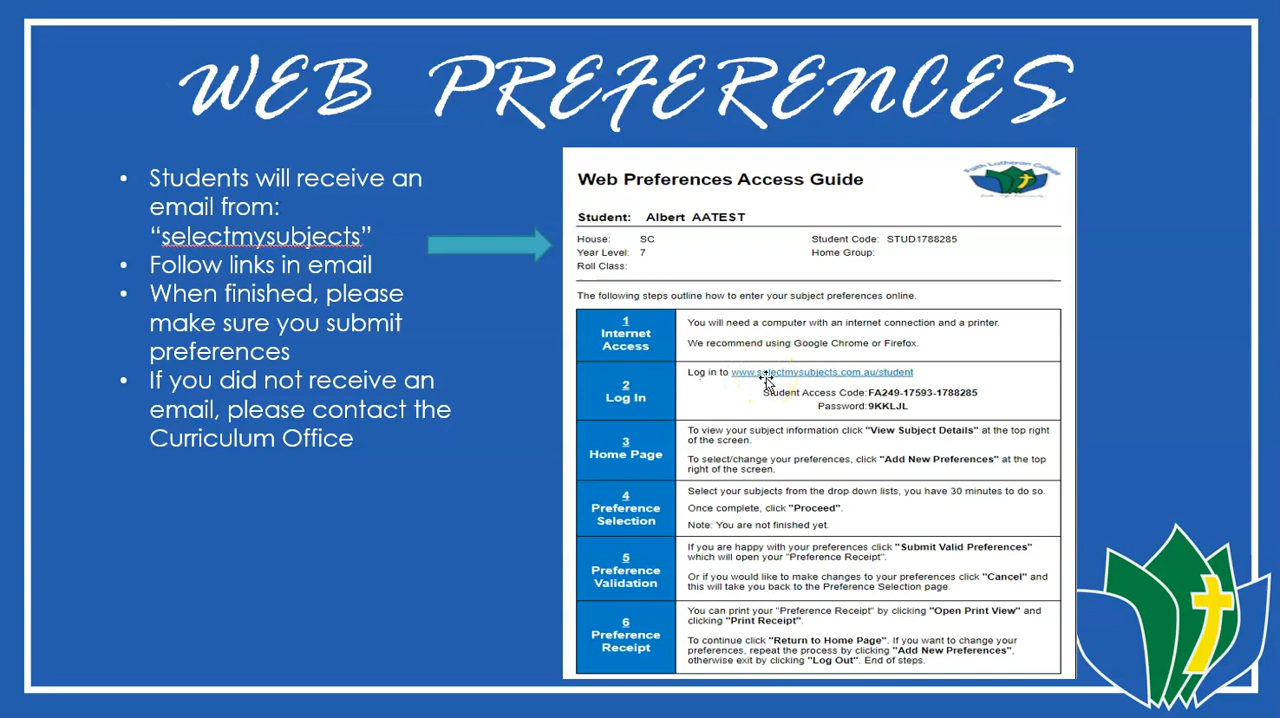 WEB PREFERENCES
• Students will receive an
email from:
“selectmysubjects”
• Follow links in email
• When finished, please
make sure you submit
preferences
• If you did not receive an
email, please contact the
Curriculum Office
Faith Lutheran College
Web Preferences Access Guide
Student: Albert AATEST
House: SC Student Code: STUD1788285
Year Level: 7 Home Group:
Roll Class:
The following steps outline how to enter your subject preferences online.
1
Internet
Access
You will need a computer with an internet connection and a printer.
We recommend using Google Chrome or Firefox.
2
Log In
Log in to www.selectmysubjects.com.au/student
Student Access Code: FA249-17593-1788285
Password: 9KKLJL
3
Home Page
To view your subject information click "View Subject Details" at the top right
of the screen.
To select/change your preferences, click "Add New Preferences" at the top
right of the screen.
4
Preference
Selection
Select your subjects from the drop down lists, you have 30 minutes to do so.
Once complete, click "Proceed".
Note: You are not finished yet.
5
Preference
Validation
If you are happy with your preferences click "Submit Valid Preferences"
which will open your "Preference Receipt".
Or if you would like to make changes to your preferences click "Cancel" and
this will take you back to the Preference Selection page.
6
Preference
Receipt
You can print your "Preference Receipt" by clicking "Open Print View" and
clicking "Print Receipt".
To continue click "Return to Home Page". If you want to change your
preferences, repeat the process by clicking "Add New Preferences",
otherwise exit by clicking "Log Out". End of steps.